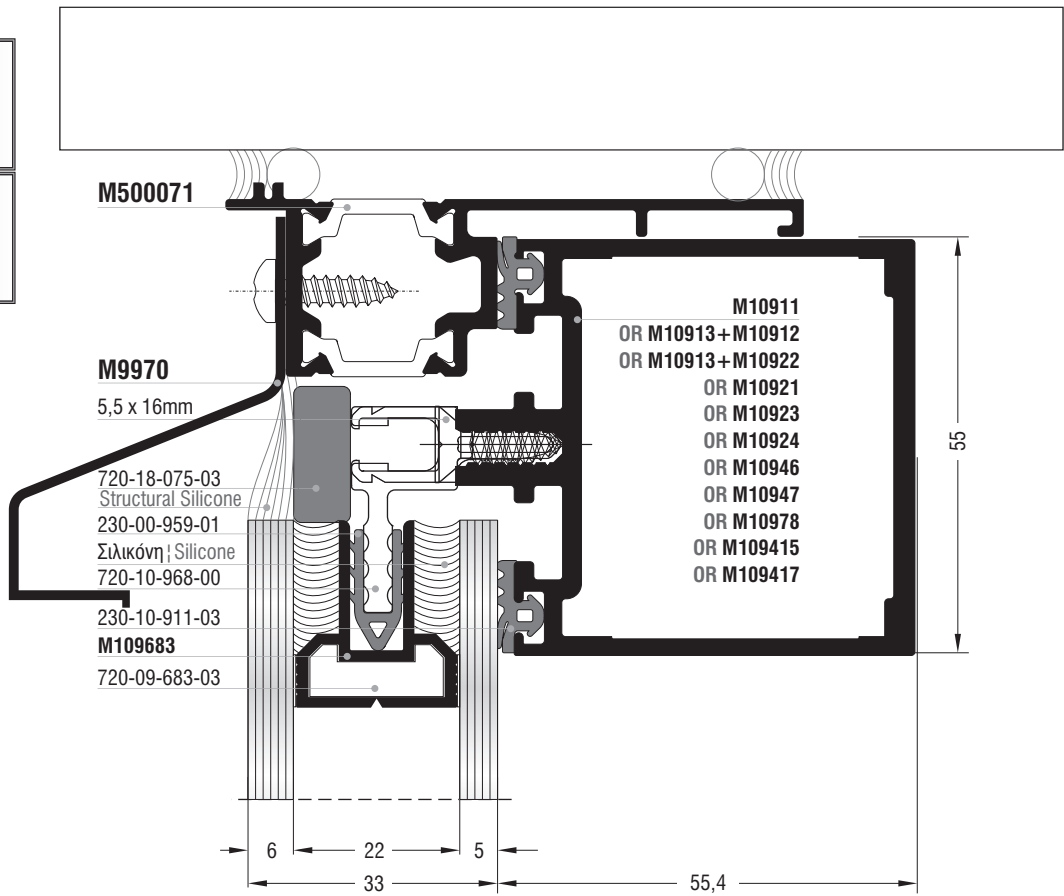 M500071
M9970
5,5 x 16mm
720-18-075-03
Structural Silicone
230-00-959-01
Σιλικόνη ¦ Silicone
720-10-968-00
230-10-911-03
M109683
720-09-683-03
M10911
OR M10913+M10912
OR M10913+M10922
OR M10921
OR M10923
OR M10924
OR M10946
OR M10947
OR M10978
OR M109415
OR M109417
55
6
22
5
33
55,4